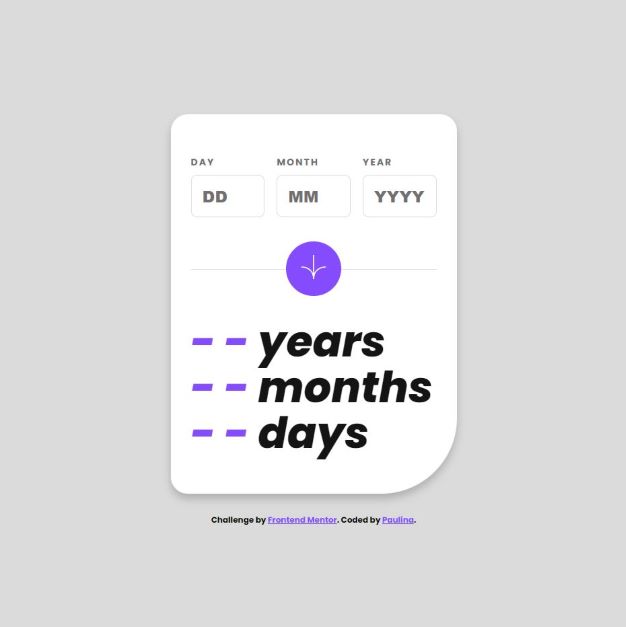 DAY MONTH YEAR
DD MM YYYY
- - years
- - months
- - days
Challenge by Frontend Mentor. Coded by Paulina.